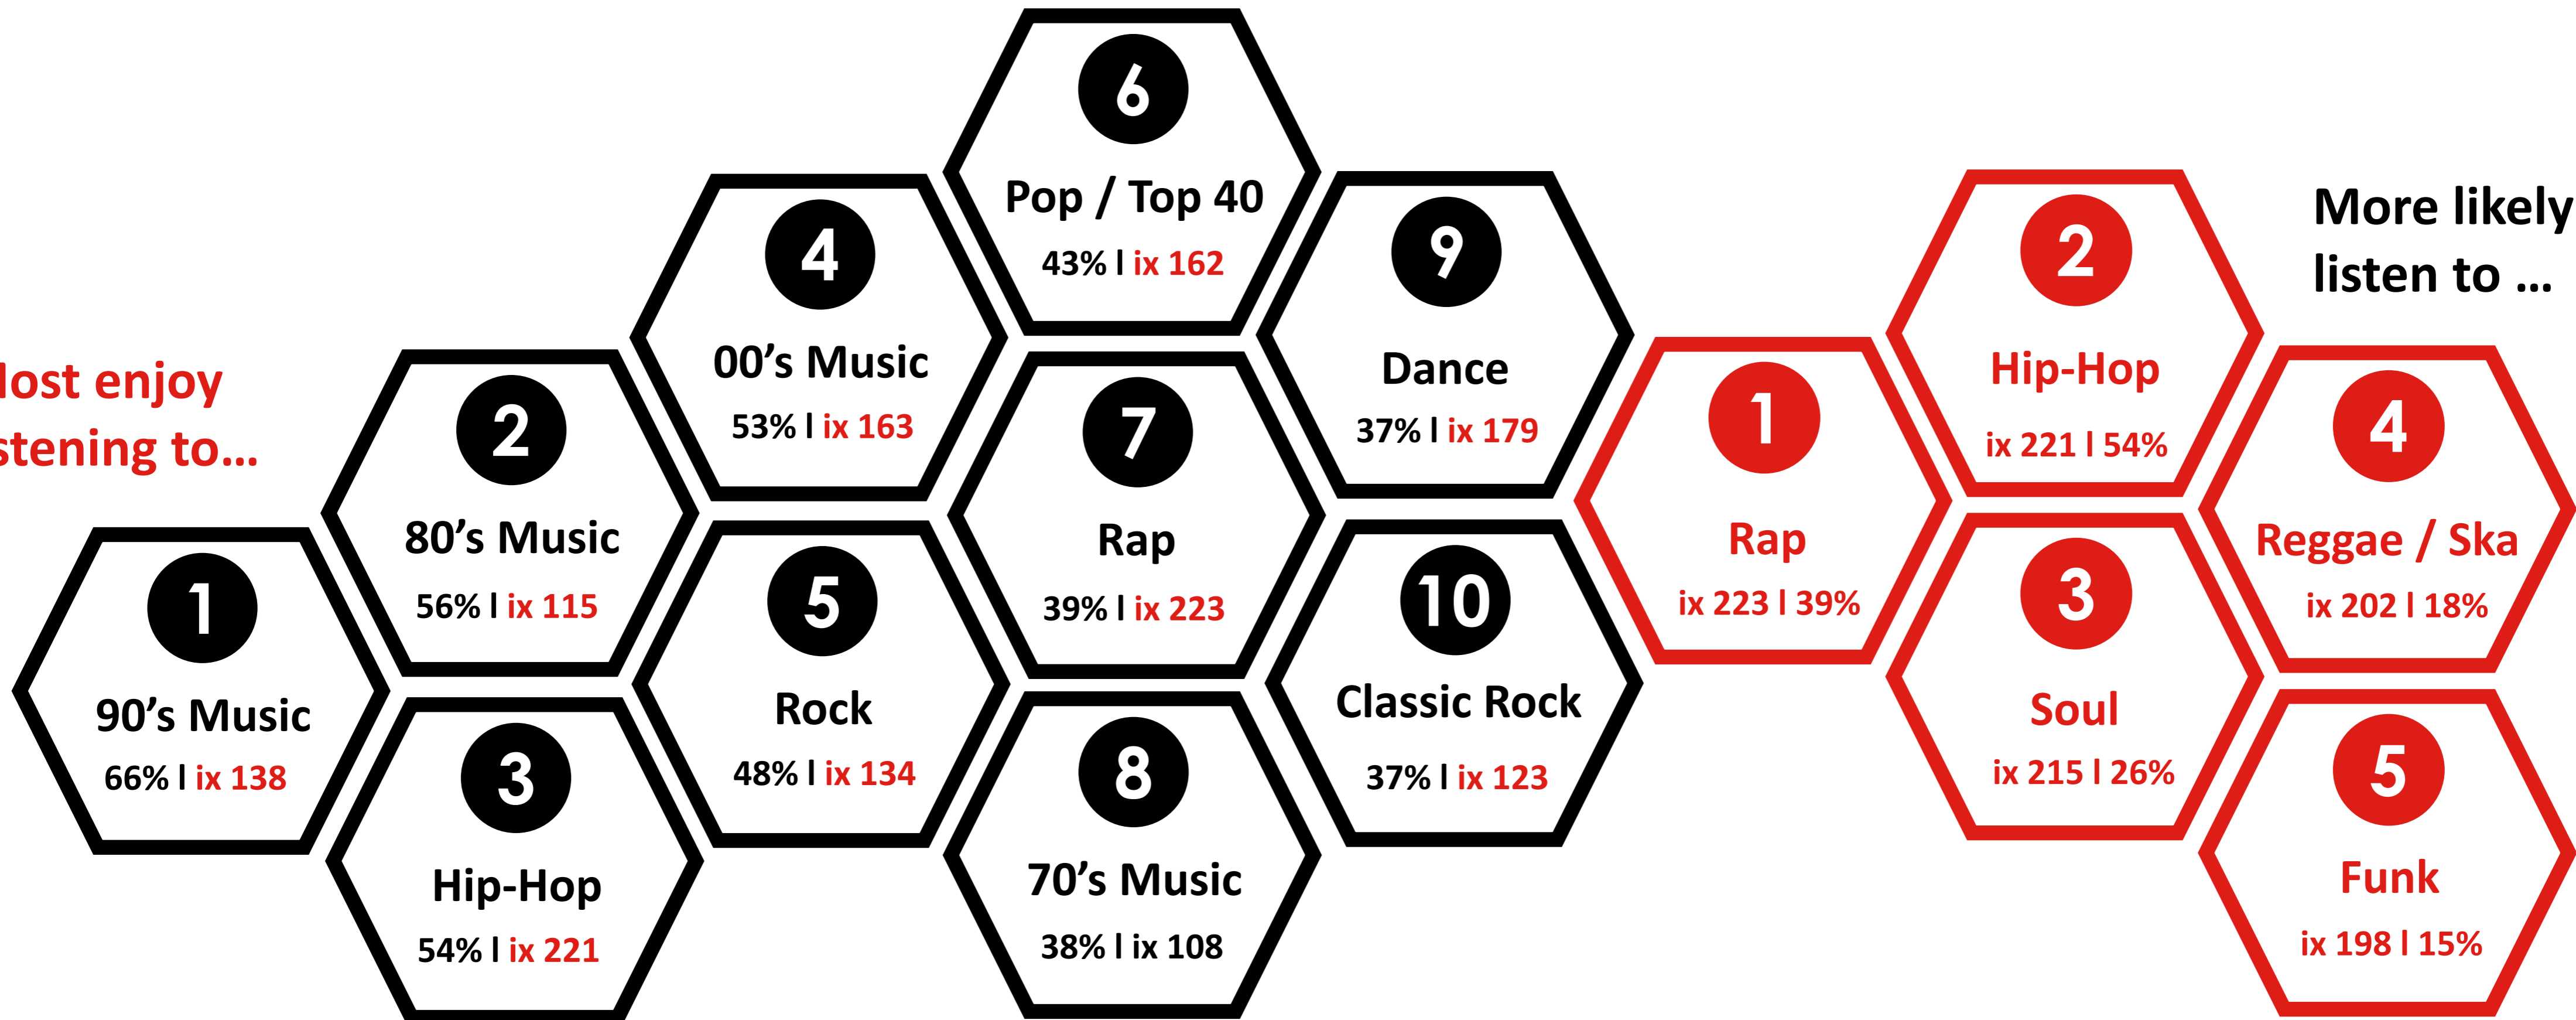 ost enjoy
stening to...
1
90's Music
66% l ix 138
2
80's Music
56% l ix 115
3
Hip-Hop
54% l ix 221
4
00's Music
53% l ix 163
5
Rock
48% l ix 134
6
Pop / Top 40
43% l ix 162
7
Rap
39% l ix 223
8
70's Music
38% l ix 108
9
Dance
37% l ix 179
10
Classic Rock
37% l ix 123
More likely
listen to ...
1
Rap
ix 223 l 39%
2
Hip-Hop
ix 221 l 54%
3
Soul
ix 215 l 26%
4
Reggae / Ska
ix 202 l 18%
5
Funk
ix 198 l 15%